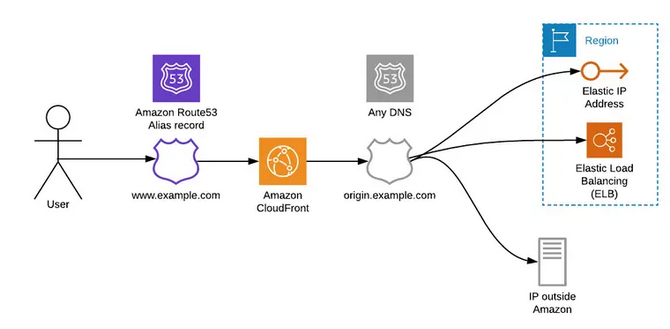 53
Amazon Route53
Alias record
53
Any DNS
Region
Elastic IP
Address
User
www.example.com
Amazon
CloudFront
origin.example.com
Elastic Load
Balancing
(ELB)
IP outside
Amazon